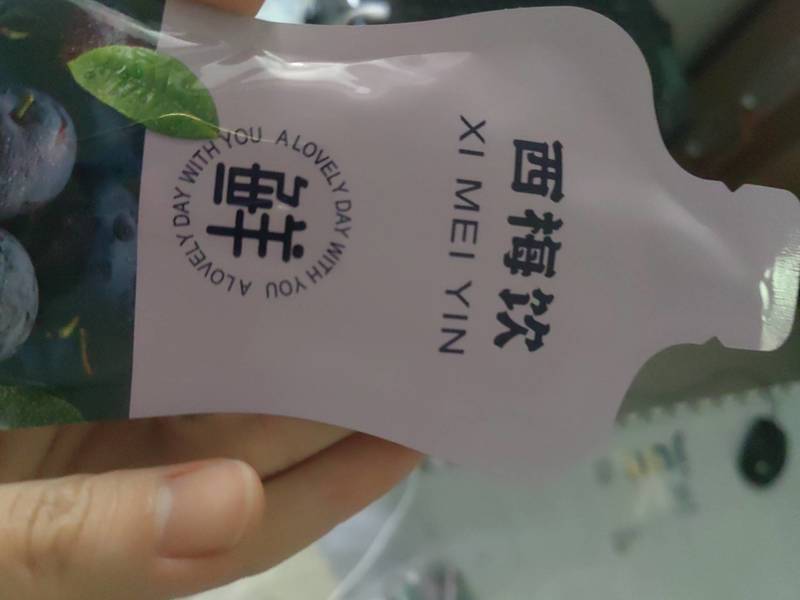 西梅饮
XI MEI YIN
鲜
A LOVELY DAY WITH YOU A LOVELY DAY WITH YOU